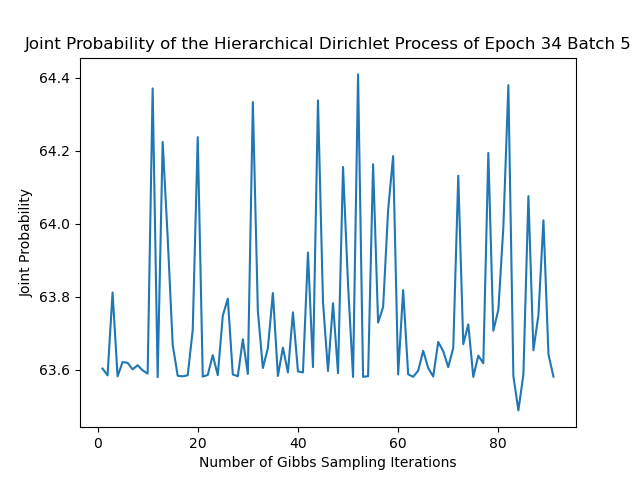 Joint Probability of the Hierarchical Dirichlet Process of Epoch 34 Batch 5
64.4
64.2
64.0
63.8
63.6
Joint Probability
0 20 40 60 80
Number of Gibbs Sampling Iterations